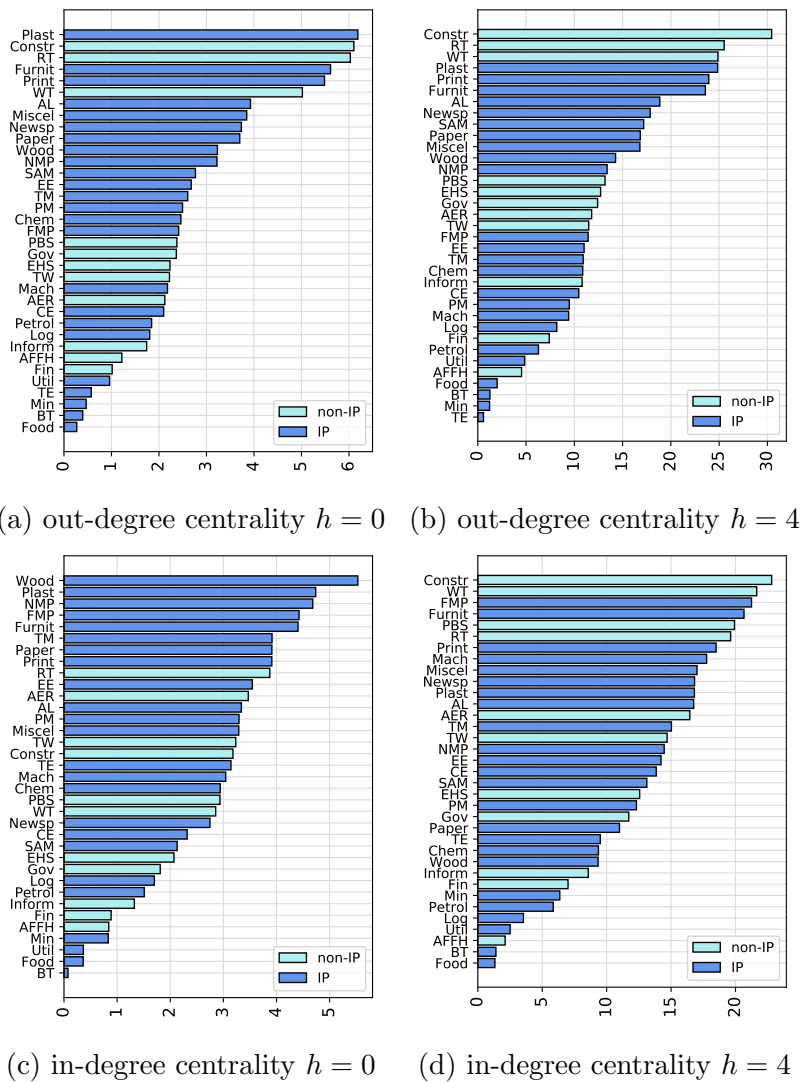 Plast
Constr
RT
Furnit
Print
WT
AL
Miscel
Newsp
Paper
Wood
NMP
SAM
EE
TM
PM
Chem
FMP
PBS
Gov
EHS
TW
Mach
AER
CE
Petrol
Log
Inform
AFFH
Fin
Util
TE
Min
BT
Food
non-IP
IP
0 1 2 3 4 5 6
(a) out-degree centrality h = 0
Constr
RT
WT
Plast
Print
Furnit
AL
Newsp
SAM
Paper
Miscel
Wood
NMP
PBS
EHS
Gov
AER
TW
FMP
EE
TM
Chem
Inform
CE
PM
Mach
Log
Fin
Petrol
Util
AFFH
Food
BT
Min
TE
non-IP
IP
0 5 10 15 20 25 30
(b) out-degree centrality h = 4
Wood
Plast
NMP
FMP
Furnit
TM
Paper
Print
RT
EE
AER
AL
PM
Miscel
TW
Constr
TE
Mach
Chem
PBS
WT
Newsp
CE
SAM
EHS
Gov
Log
Petrol
Inform
Fin
AFFH
Min
Util
Food
BT
non-IP
IP
0 1 2 3 4 5
(c) in-degree centrality h = 0
Constr
WT
FMP
Furnit
PBS
RT
Print
Mach
Miscel
Newsp
Plast
AL
AER
TM
TW
NMP
EE
CE
SAM
EHS
PM
Gov
Paper
TE
Chem
Wood
Inform
Fin
Min
Petrol
Log
Util
AFFH
BT
Food
non-IP
IP
0 5 10 15 20
(d) in-degree centrality h = 4